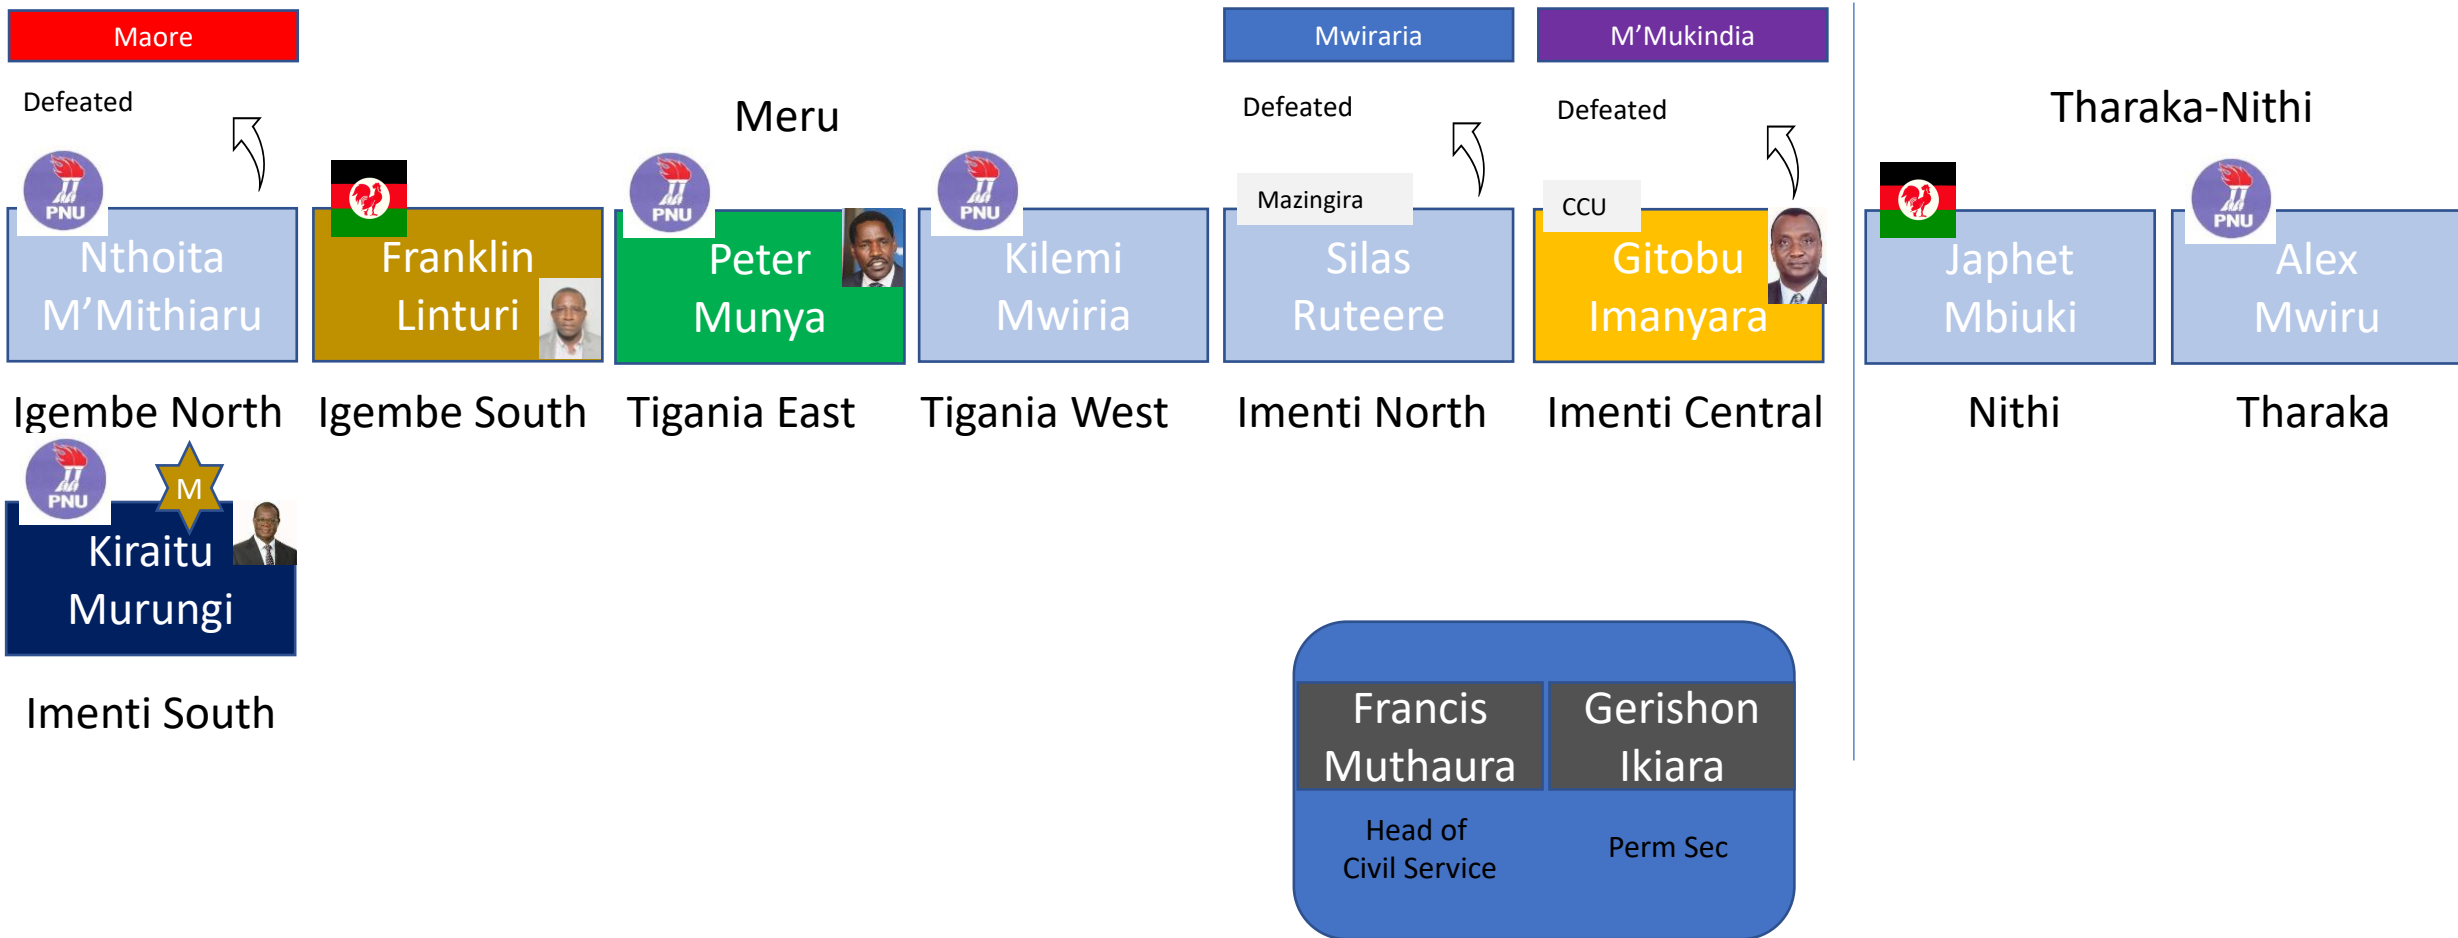 Maore
Mwiraria
M'Mukindia
Defeated
Meru
Defeated
Defeated
Tharaka-Nithi
PNU
PNU
PNU
Mazingira
CCU
PNU
Nthoita
M'Mithiaru
Franklin
Linturi
Peter
Munya
Kilemi
Mwiria
Silas
Ruteere
Gitobu
Imanyara
Japhet
Mbiuki
Alex
Mwiru
Igembe North
Igembe South
Tigania East
Tigania West
Imenti North
Imenti Central
Nithi
Tharaka
PNU
M
Kiraitu
Murungi
Imenti South
Francis
Muthaura
Gerishon
Ikiara
Head of
Civil Service
Perm Sec